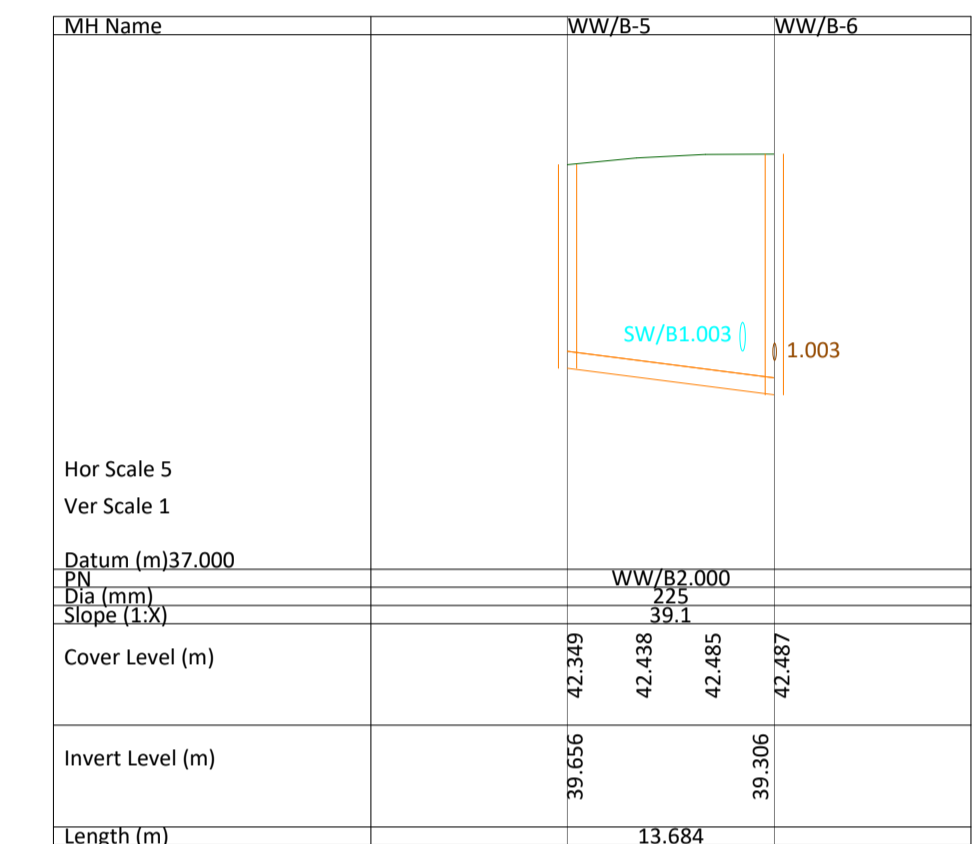 MH Name WW/B-5 WW/B-6
SW/B1.003 1.003
Hor Scale 5
Ver Scale 1
Datum (m)37.000
PN WW/B2.000
Dia (mm) 225
Slope (1:X) 39.1
Cover Level (m) 42.349 42.438 42.485 42.487
Invert Level (m) 39.656 39.306
Length (m) 13.684